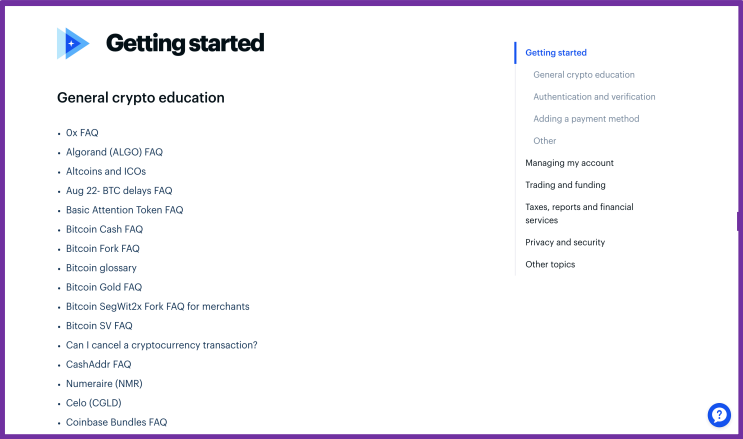 Getting started
General crypto education
• 0x FAQ
• Algorand (ALGO) FAQ
• Altcoins and ICOs
• Aug 22- BTC delays FAQ
• Basic Attention Token FAQ
• Bitcoin Cash FAQ
• Bitcoin Fork FAQ
• Bitcoin glossary
• Bitcoin Gold FAQ
• Bitcoin SegWit2x Fork FAQ for merchants
• Bitcoin SV FAQ
• Can I cancel a cryptocurrency transaction?
• CashAddr FAQ
• Numeraire (NMR)
• Celo (CGLD)
• Coinbase Bundles FAQ
Getting started
General crypto education
Authentication and verification
Adding a payment method
Other
Managing my account
Trading and funding
Taxes, reports and financial
services
Privacy and security
Other topics
?